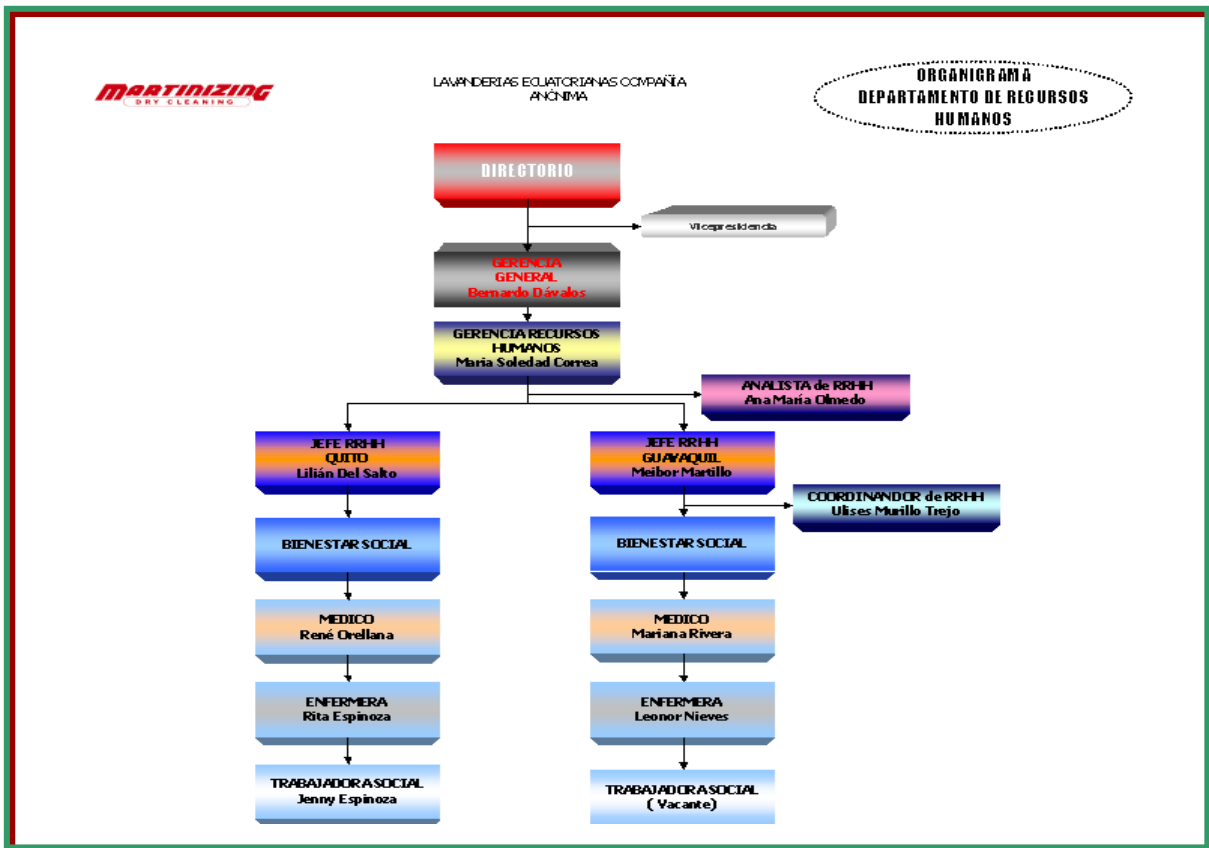 MARTINIZING
DRY CLEANING
LAVANDERIAS ECUATORIANAS COMPAÑÍA
ANÓNIMA
ORGANIGRAMA
DEPARTAMENTO DE RECURSOS
HUMANOS
DIRECTORIO
Vicepresidencia
GERENCIA
GENERAL
Bernardo Dávalos
GERENCIA RECURSOS
HUMANOS
Maria Soledad Correa
ANALISTA de RRHH
Ana María Olmedo
JEFE RRHH
QUITO
Lilián Del Salto
JEFE RRHH
GUAYAQUIL
Meibor Martillo
COORDINANDOR de RRHH
Ulises Murillo Trejo
BIENESTAR SOCIAL
BIENESTAR SOCIAL
MEDICO
René Orellana
MEDICO
Mariana Rivera
ENFERMERA
Rita Espinoza
ENFERMERA
Leonor Nieves
TRABAJADORA SOCIAL
Jenny Espinoza
TRABAJADORA SOCIAL
( Vacante)